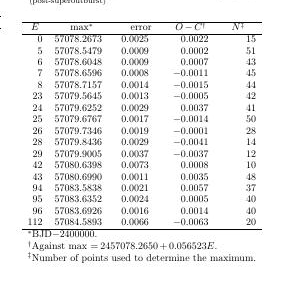 (post-superoutburst)
E max* error O − C† N‡
0 57078.2673 0.0025 0.0022 15
5 57078.5479 0.0009 0.0002 51
6 57078.6048 0.0009 0.0007 43
7 57078.6596 0.0008 −0.0011 45
8 57078.7157 0.0014 −0.0015 44
23 57079.5645 0.0013 −0.0005 42
24 57079.6252 0.0029 0.0037 41
25 57079.6767 0.0017 −0.0014 50
26 57079.7346 0.0019 −0.0001 28
28 57079.8436 0.0029 −0.0041 14
29 57079.9005 0.0037 −0.0037 12
42 57080.6398 0.0073 0.0008 10
43 57080.6990 0.0011 0.0035 48
94 57083.5838 0.0021 0.0057 37
95 57083.6352 0.0024 0.0005 40
96 57083.6926 0.0016 0.0014 40
112 57084.5893 0.0066 −0.0063 20
*BJD−2400000.
†Against max = 2457078.2650 + 0.056523E.
‡Number of points used to determine the maximum.